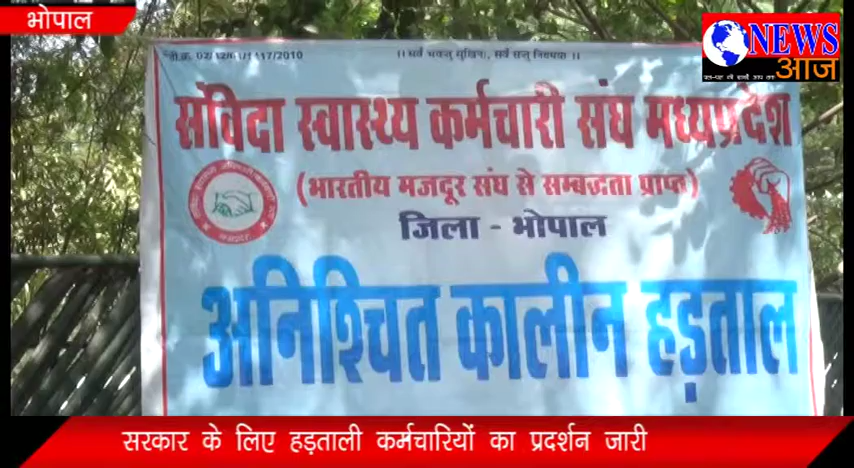 भोपाल
NEWS
आज
।। सर्वे भवन्तु सुखिनः, सर्वे सन्तु निरामयाः ।।
संविदा स्वास्थ्य कर्मचारी संघ मध्यप्रदेश
(भारतीय मजदूर संघ से सम्बद्धता प्राप्त)
जिला - भोपाल
अनिश्चित कालीन हड़ताल
सरकार के लिए हड़ताली कर्मचारियों का प्रदर्शन जारी